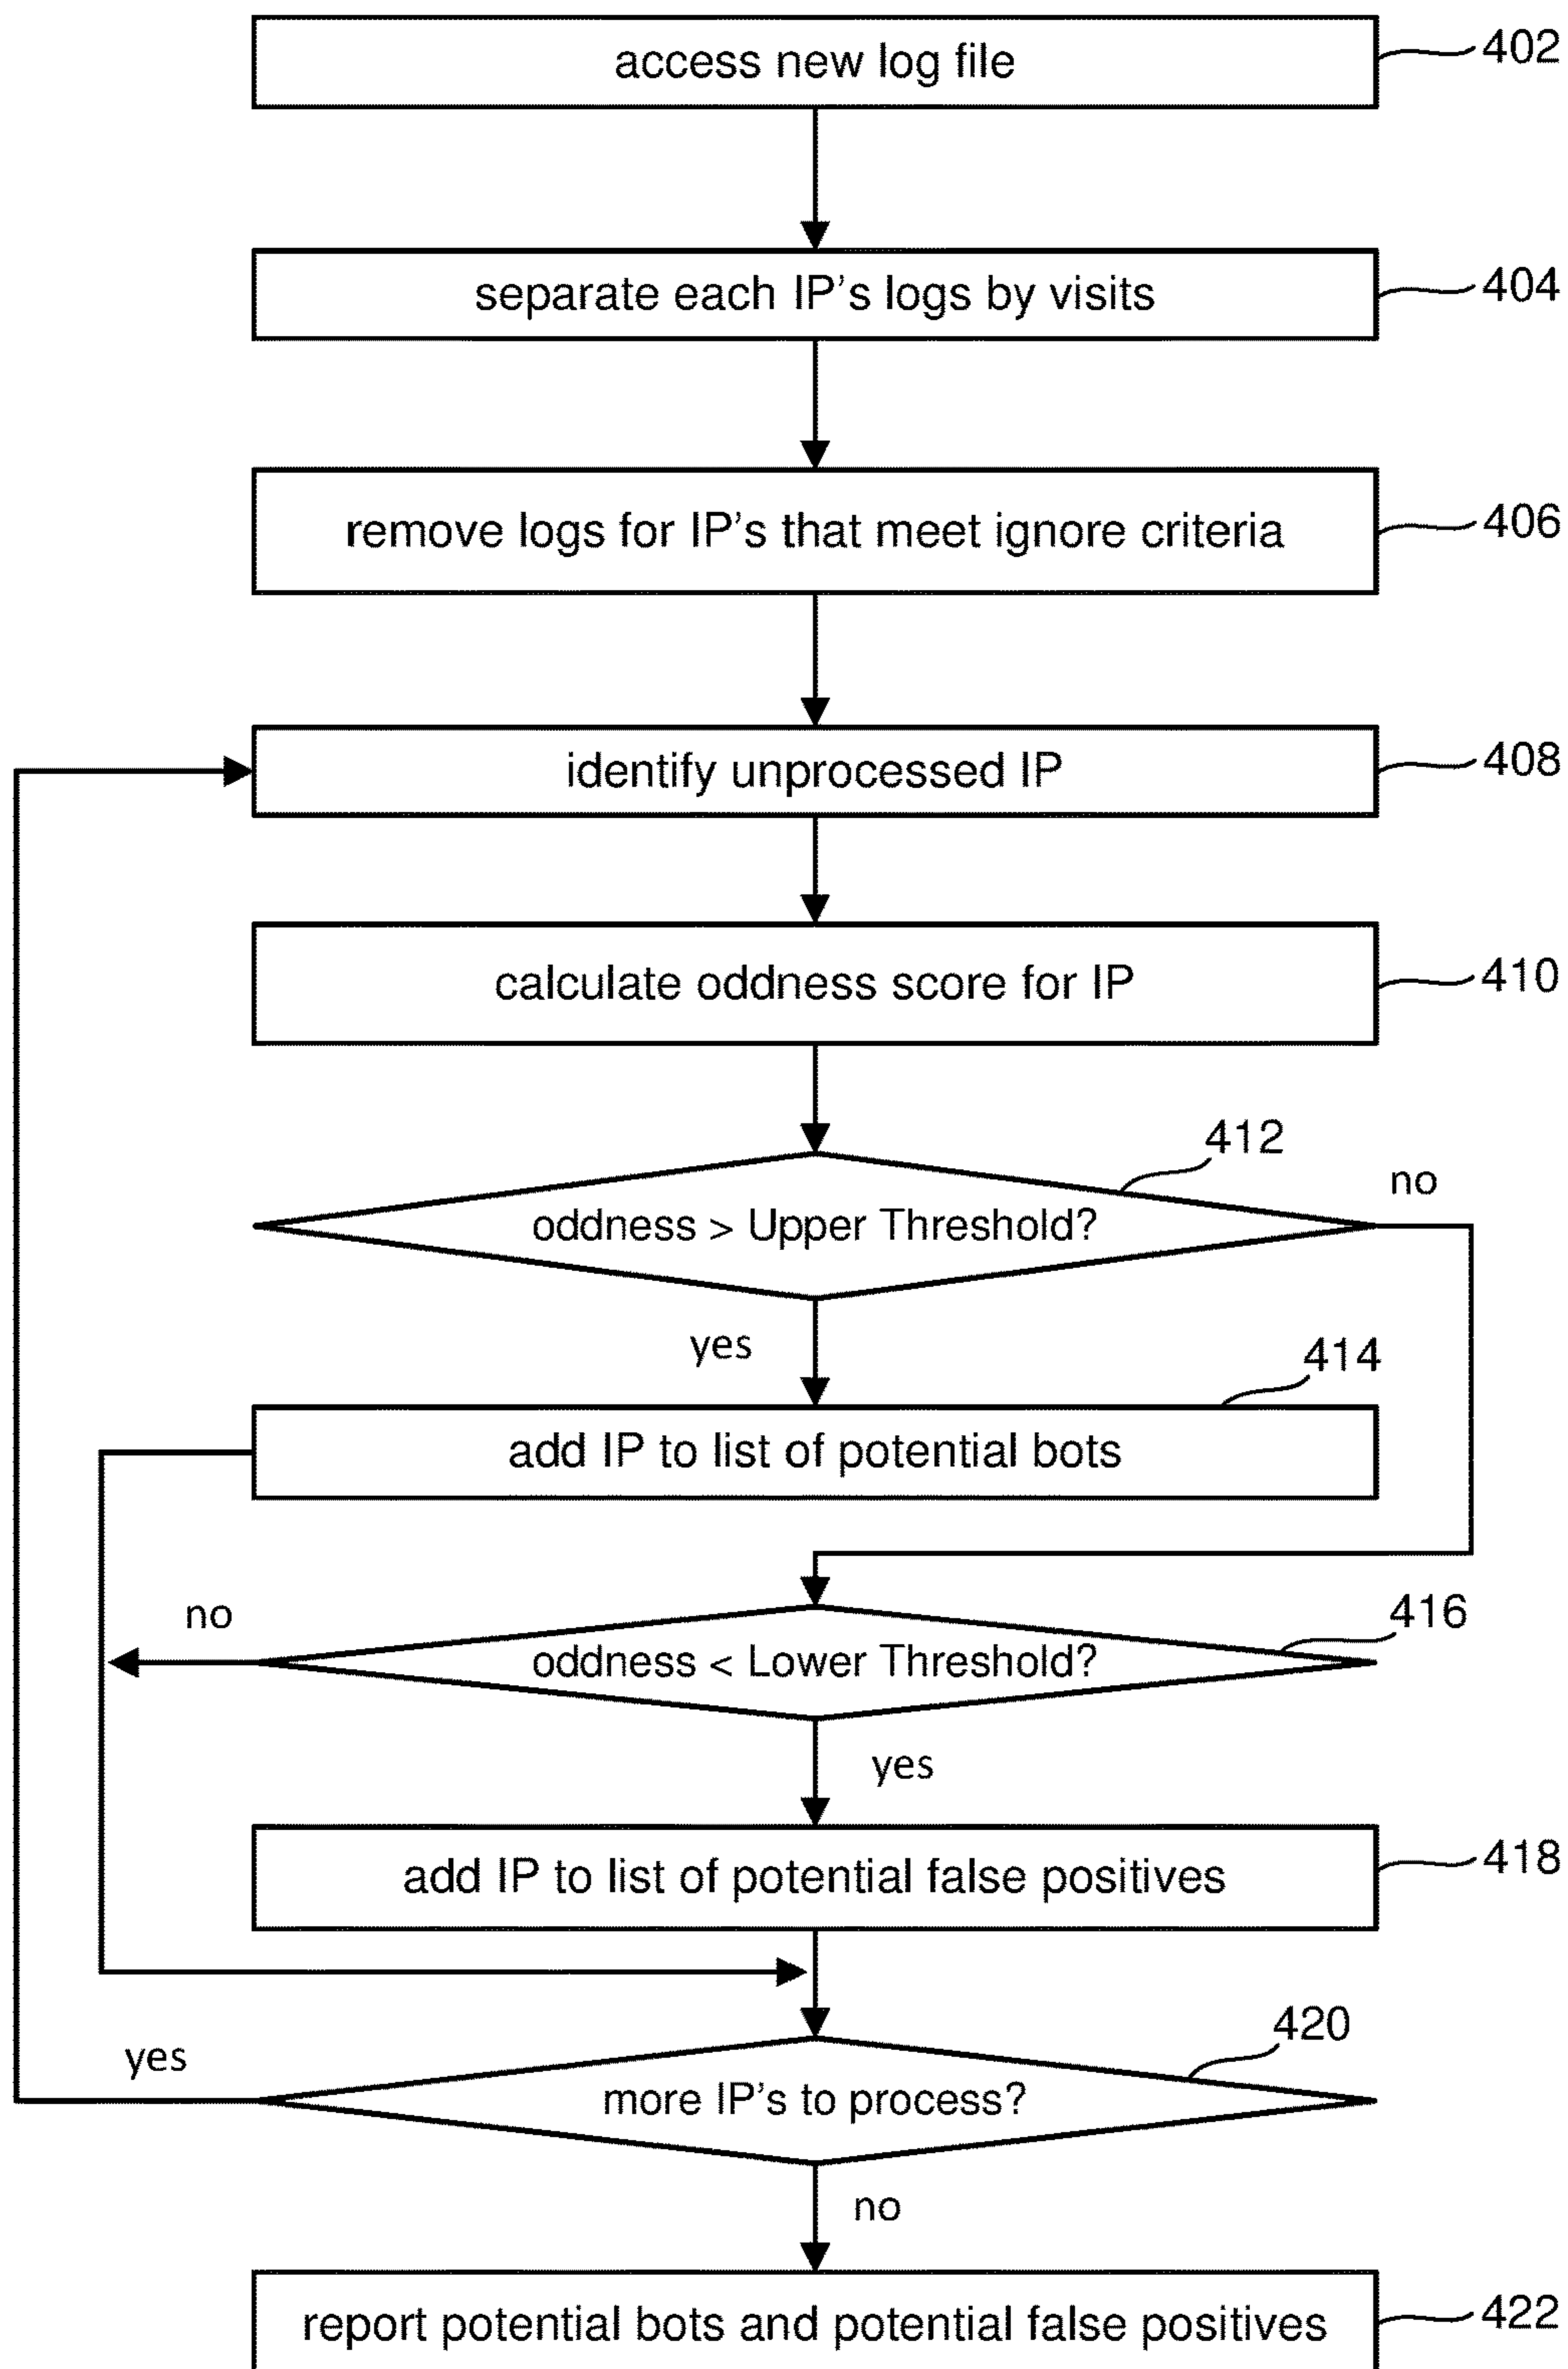 access new log file
402
separate each IP's logs by visits
404
remove logs for IP's that meet ignore criteria
406
identify unprocessed IP
408
calculate oddness score for IP
410
412
no
oddness > Upper Threshold?
yes
414
add IP to list of potential bots
no
416
oddness < Lower Threshold?
yes
add IP to list of potential false positives
418
420
yes
more IP's to process?
no
report potential bots and potential false positives
422